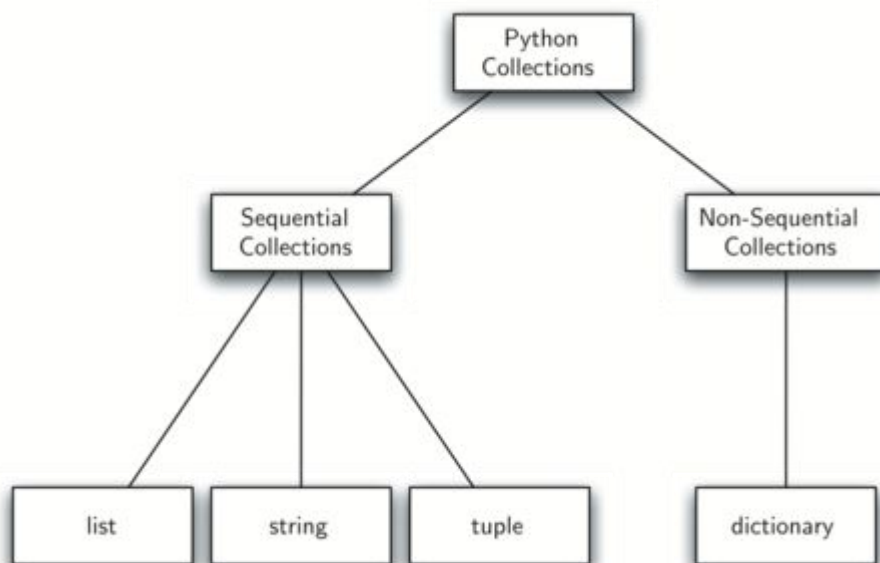 Python
Collections
Sequential
Collections
Non-Sequential
Collections
list
string
tuple
dictionary